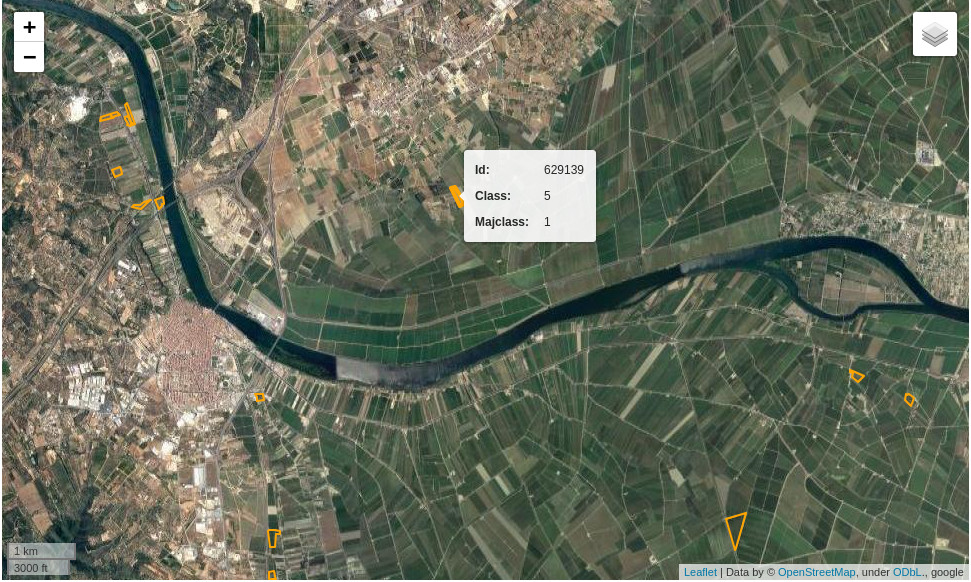 +
−
Id: 629139
Class: 5
Majclass: 1
1 km
3000 ft
Leaflet | Data by © OpenStreetMap, under ODbL., google